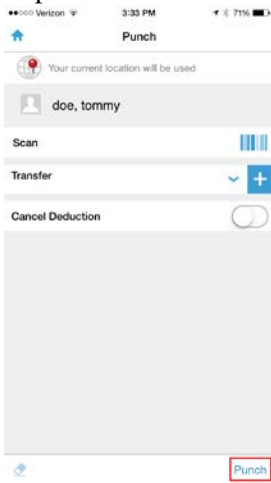 Verizon 3:33 PM 71%
Punch
Your current location will be used
doe, tommy
Scan
Transfer
Cancel Deduction
Punch